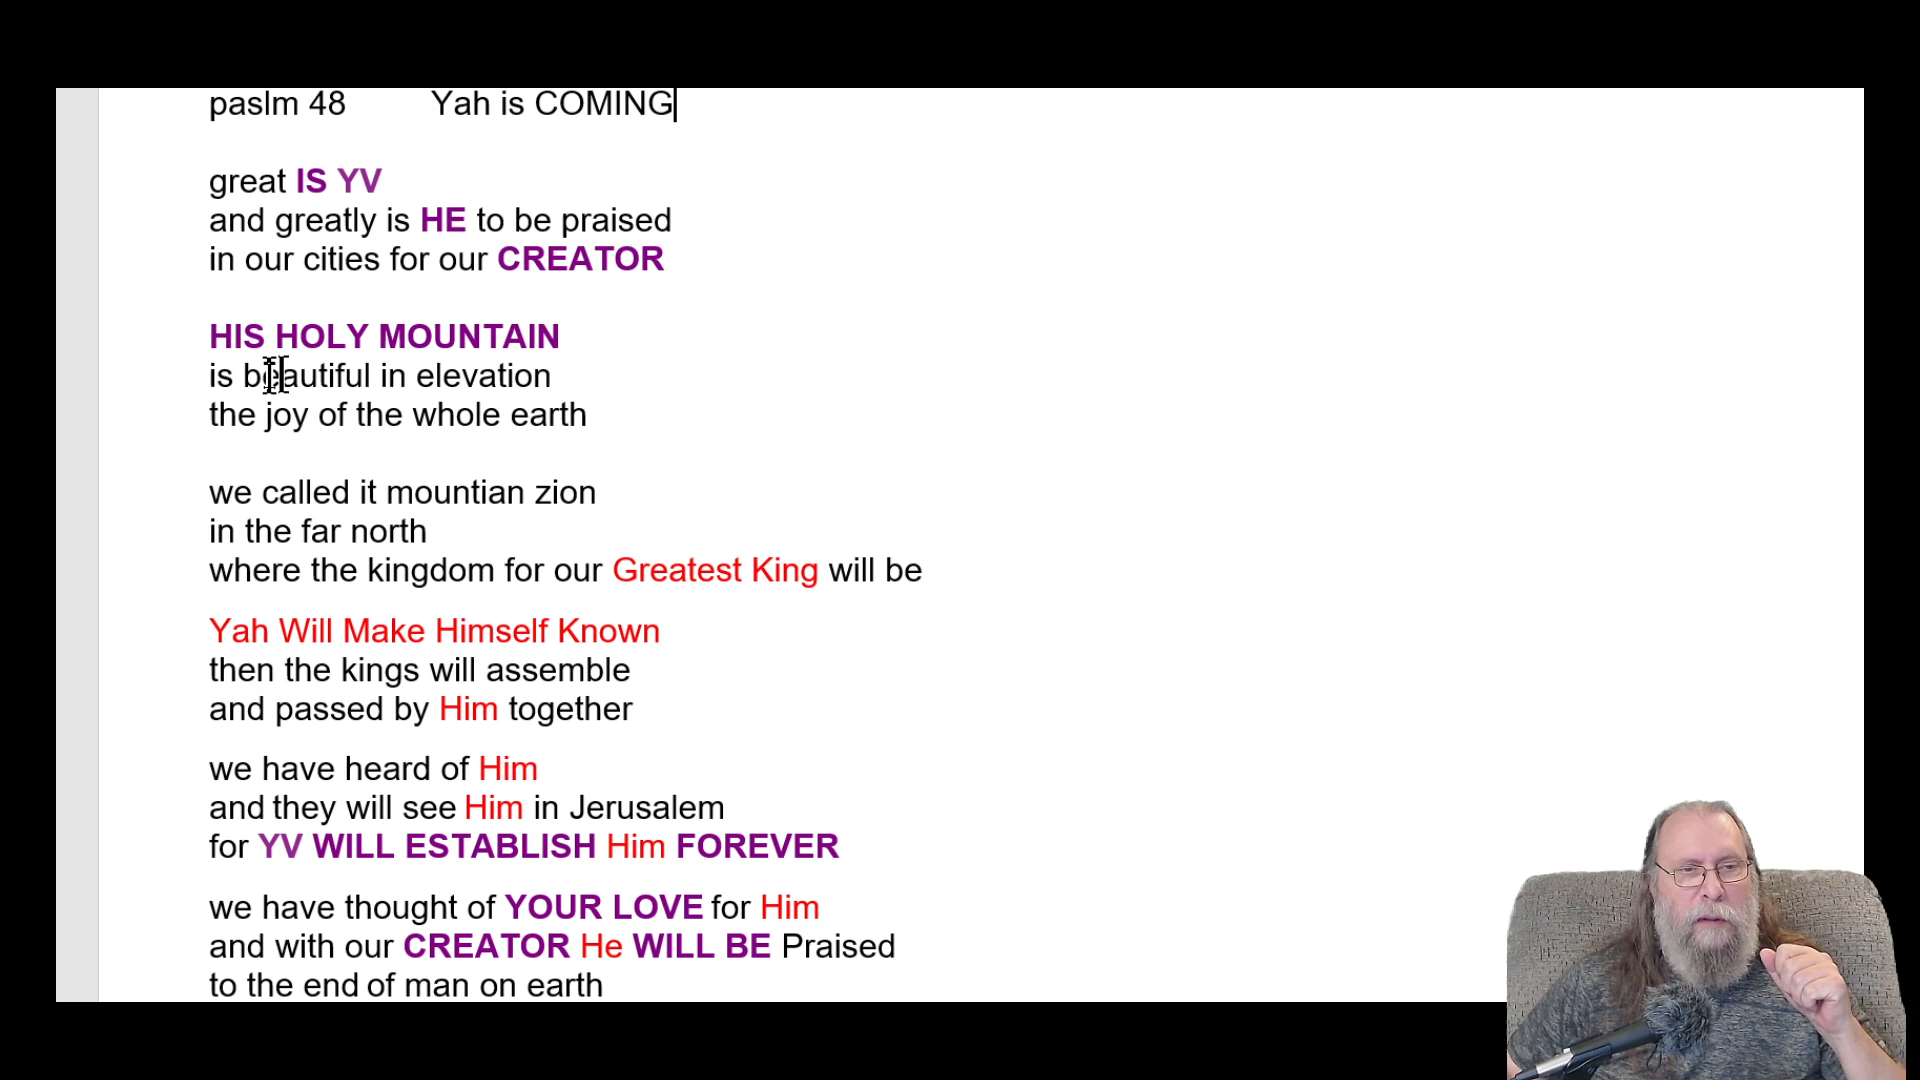 paslm 48 Yah is COMING
great IS YV
and greatly is HE to be praised
in our cities for our CREATOR
HIS HOLY MOUNTAIN
is beautiful in elevation
the joy of the whole earth
we called it mountian zion
in the far north
where the kingdom for our Greatest King will be
Yah Will Make Himself Known
then the kings will assemble
and passed by Him together
we have heard of Him
and they will see Him in Jerusalem
for YV WILL ESTABLISH Him FOREVER
we have thought of YOUR LOVE for Him
and with our CREATOR He WILL BE Praised
to the end of man on earth